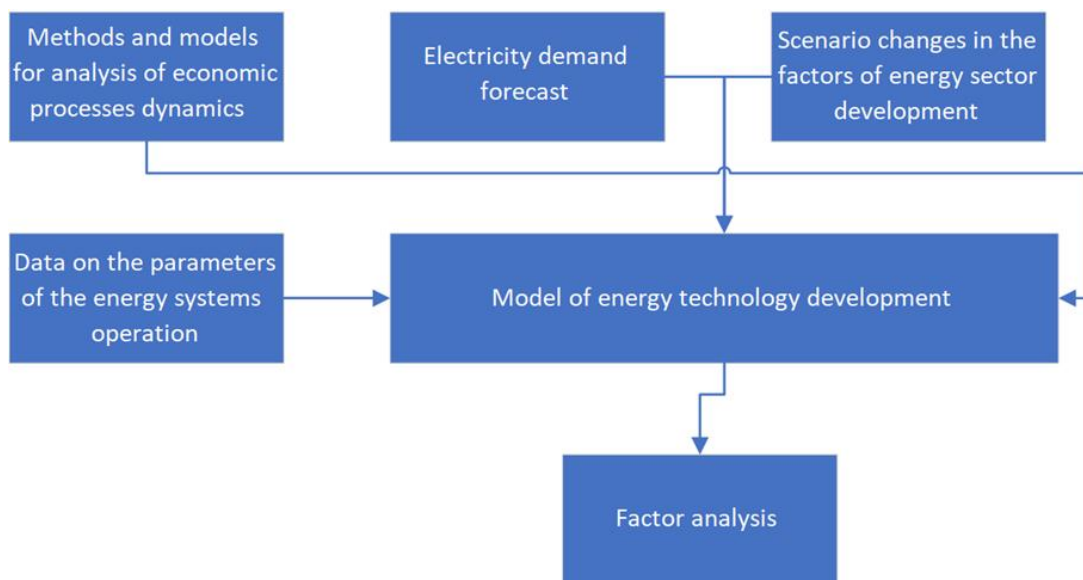 Methods and models
for analysis of economic
processes dynamics
Electricity demand
forecast
Scenario changes in the
factors of energy sector
development
Data on the parameters
of the energy systems
operation
Model of energy technology development
Factor analysis